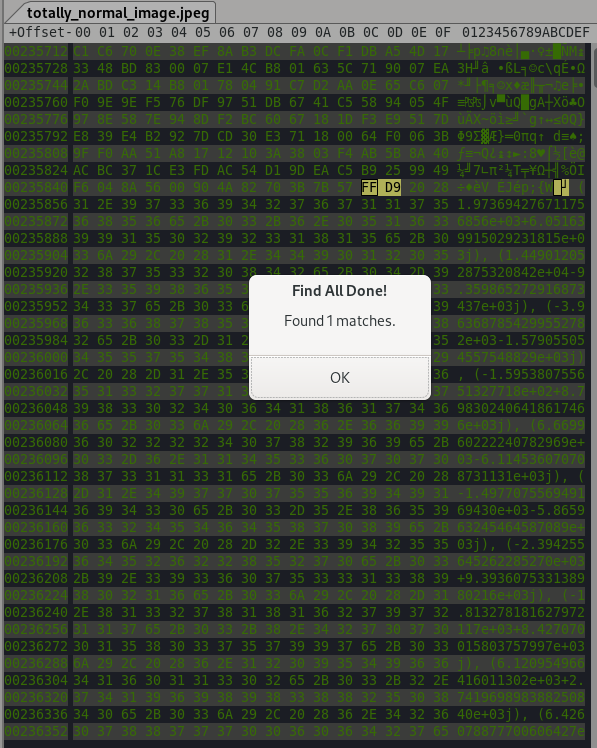 totally_normal_image.jpeg
+Offset- 00 01 02 03 04 05 06 07 08 09 0A 0B 0C 0D 0E 0F 0123456789ABCDEF
00235712 C1 C6 70 0E 38 FF 8A B3 DC FA 0C F1 DB A5 4D 17
00235728 33 48 BD 83 00 07 E1 4C B8 01 63 5C 71 90 07 EA
00235744 2A BD C3 14 B8 01 78 04 91 C7 D2 AA 0E 65 C6 07
00235760 F0 9E 9E F5 76 DF 97 51 DB 67 41 C5 58 94 05 4F
00235776 97 8E 58 7E 94 8D F2 BC 60 67 18 1D F3 E9 51 7D
00235792 E8 39 E4 B2 92 7D CD 30 E3 71 18 00 64 F0 06 3B
00235808 9F F0 AA 51 A8 17 12 10 3A 38 03 F4 AB 5B 8A 40
00235824 AC BC 37 1C E3 FD AC 54 D1 9D EA C5 B9 25 99 49
00235840 F6 04 8A 56 00 90 4A 82 70 3B 7B 57 FF D9 20 28
00235856 31 2E 39 37 33 36 39 34 32 37 36 37 31 31 37 35 1.97369427671175
00235872 36 38 35 36 65 2B 30 33 2B 36 2E 30 35 31 36 33 6856e+03+6.05163
00235888 39 39 31 35 30 32 39 32 33 31 38 31 35 65 2B 30 9915029231815e+0
00235904 33 6A 29 2C 20 28 31 2E 34 34 39 30 31 32 30 35 3j), (1.44901205
00235920 32 38 37 35 33 32 30 38 34 32 65 2B 30 34 2D 39 2875320842e+04-9
00235936 2E 33 35 39 38 36 35 33 .359865272916873
00235952 34 33 37 65 2B 30 33 39 437e+03j), (-3.9
00235968 36 33 36 38 37 38 35 38 6368785429955278
00235984 32 65 2B 30 33 2D 31 35 2e+03-1.57905505
00236000 34 35 35 37 35 34 38 29 4557548829e+03j)
00236016 2C 20 28 2D 31 2E 35 36 , (-1.5953807556
00236032 35 31 33 32 37 37 31 37 51327718e+02+8.7
00236048 39 38 33 30 32 34 30 36 34 31 38 36 31 37 34 36 9830240641861746
00236064 36 65 2B 30 33 6A 29 2C 20 28 36 2E 36 36 39 39 6e+03j), (6.6699
00236080 36 30 32 32 32 32 34 30 37 38 32 39 36 39 65 2B 60222240782969e+
00236096 30 33 2D 36 2E 31 31 34 35 33 36 30 37 30 37 30 03-6.11453607070
00236112 38 37 33 31 31 33 31 65 2B 30 33 6A 29 2C 20 28 8731131e+03j), (
00236128 2D 31 2E 34 39 37 37 30 37 35 35 36 39 34 39 31 -1.4977075569491
00236144 36 39 34 33 30 65 2B 30 33 2D 35 2E 38 36 35 39 69430e+03-5.8659
00236160 36 33 32 34 35 34 36 34 35 38 37 30 38 39 65 2B 63245464587089e+
00236176 30 33 6A 29 2C 20 28 2D 32 2E 33 39 34 32 35 35 03j), (-2.394255
00236192 36 34 35 32 36 32 32 38 35 32 37 30 65 2B 30 33 645262285270e+03
00236208 2B 39 2E 33 39 33 36 30 37 35 33 31 33 33 38 39 +9.3936075331389
00236224 38 30 32 31 36 65 2B 30 33 6A 29 2C 20 28 2D 31 80216e+03j), (-1
00236240 2E 38 31 33 32 37 38 31 38 31 36 32 37 39 37 32 .813278181627972
00236256 31 31 37 65 2B 30 33 2B 38 2E 34 32 37 30 37 30 117e+03+8.427070
00236272 30 31 35 38 30 33 37 35 37 39 39 37 65 2B 30 33 015803757997e+03
00236288 6A 29 2C 20 28 36 2E 31 32 30 39 35 34 39 36 36 j), (6.120954966
00236304 34 31 36 30 31 31 33 30 32 65 2B 30 33 2B 32 2E 416011302e+03+2.
00236320 37 34 31 39 36 39 38 39 38 33 38 38 32 35 30 38 7419698983882508
00236336 34 30 65 2B 30 33 6A 29 2C 20 28 36 2E 34 32 36 40e+03j), (6.426
00236352 30 37 38 38 37 37 37 30 30 36 30 36 34 32 37 65 078877700606427e
Find All Done!
Found 1 matches.
OK